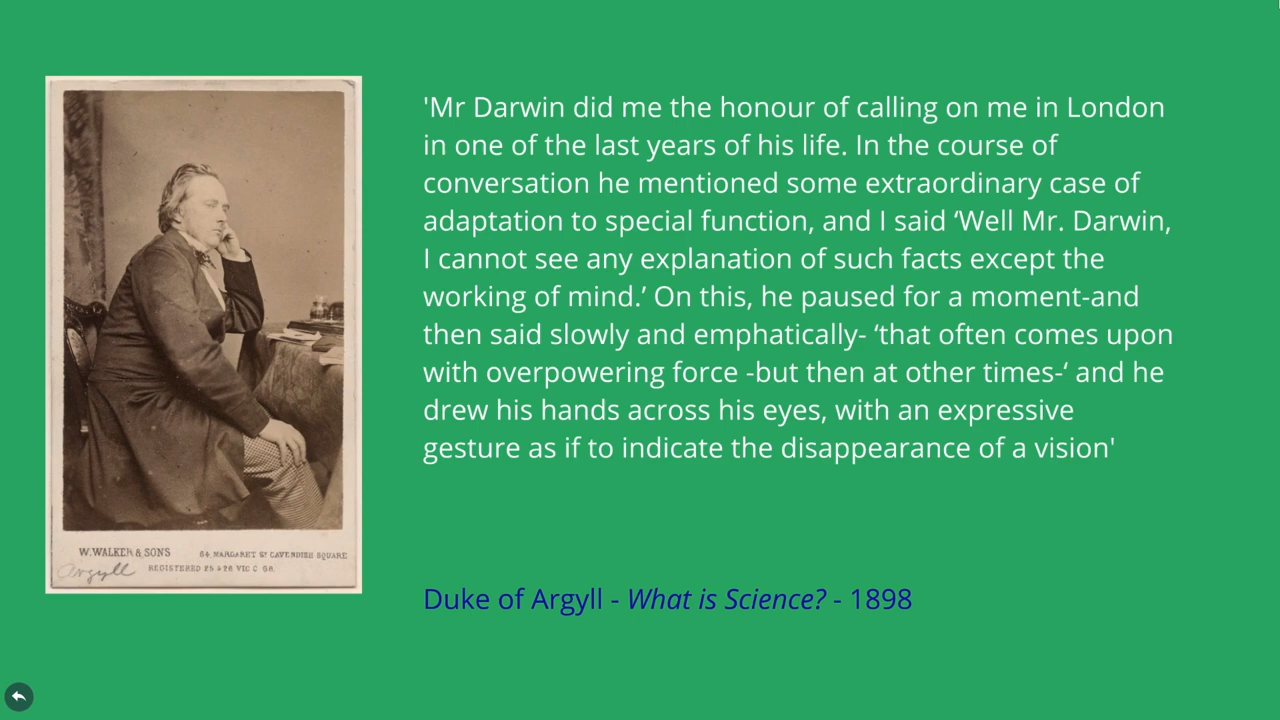 'Mr Darwin did me the honour of calling on me in London
in one of the last years of his life. In the course of
conversation he mentioned some extraordinary case of
adaptation to special function, and I said ‘Well Mr. Darwin,
I cannot see any explanation of such facts except the
working of mind.’ On this, he paused for a moment-and
then said slowly and emphatically- ‘that often comes upon
with overpowering force -but then at other times-‘ and he
drew his hands across his eyes, with an expressive
gesture as if to indicate the disappearance of a vision'
W. WALKER & SONS 64, MARGARET ST CAVENDISH SQUARE
Argyll REGISTERED 25 & 26 VIC C 68.
Duke of Argyll - What is Science? - 1898